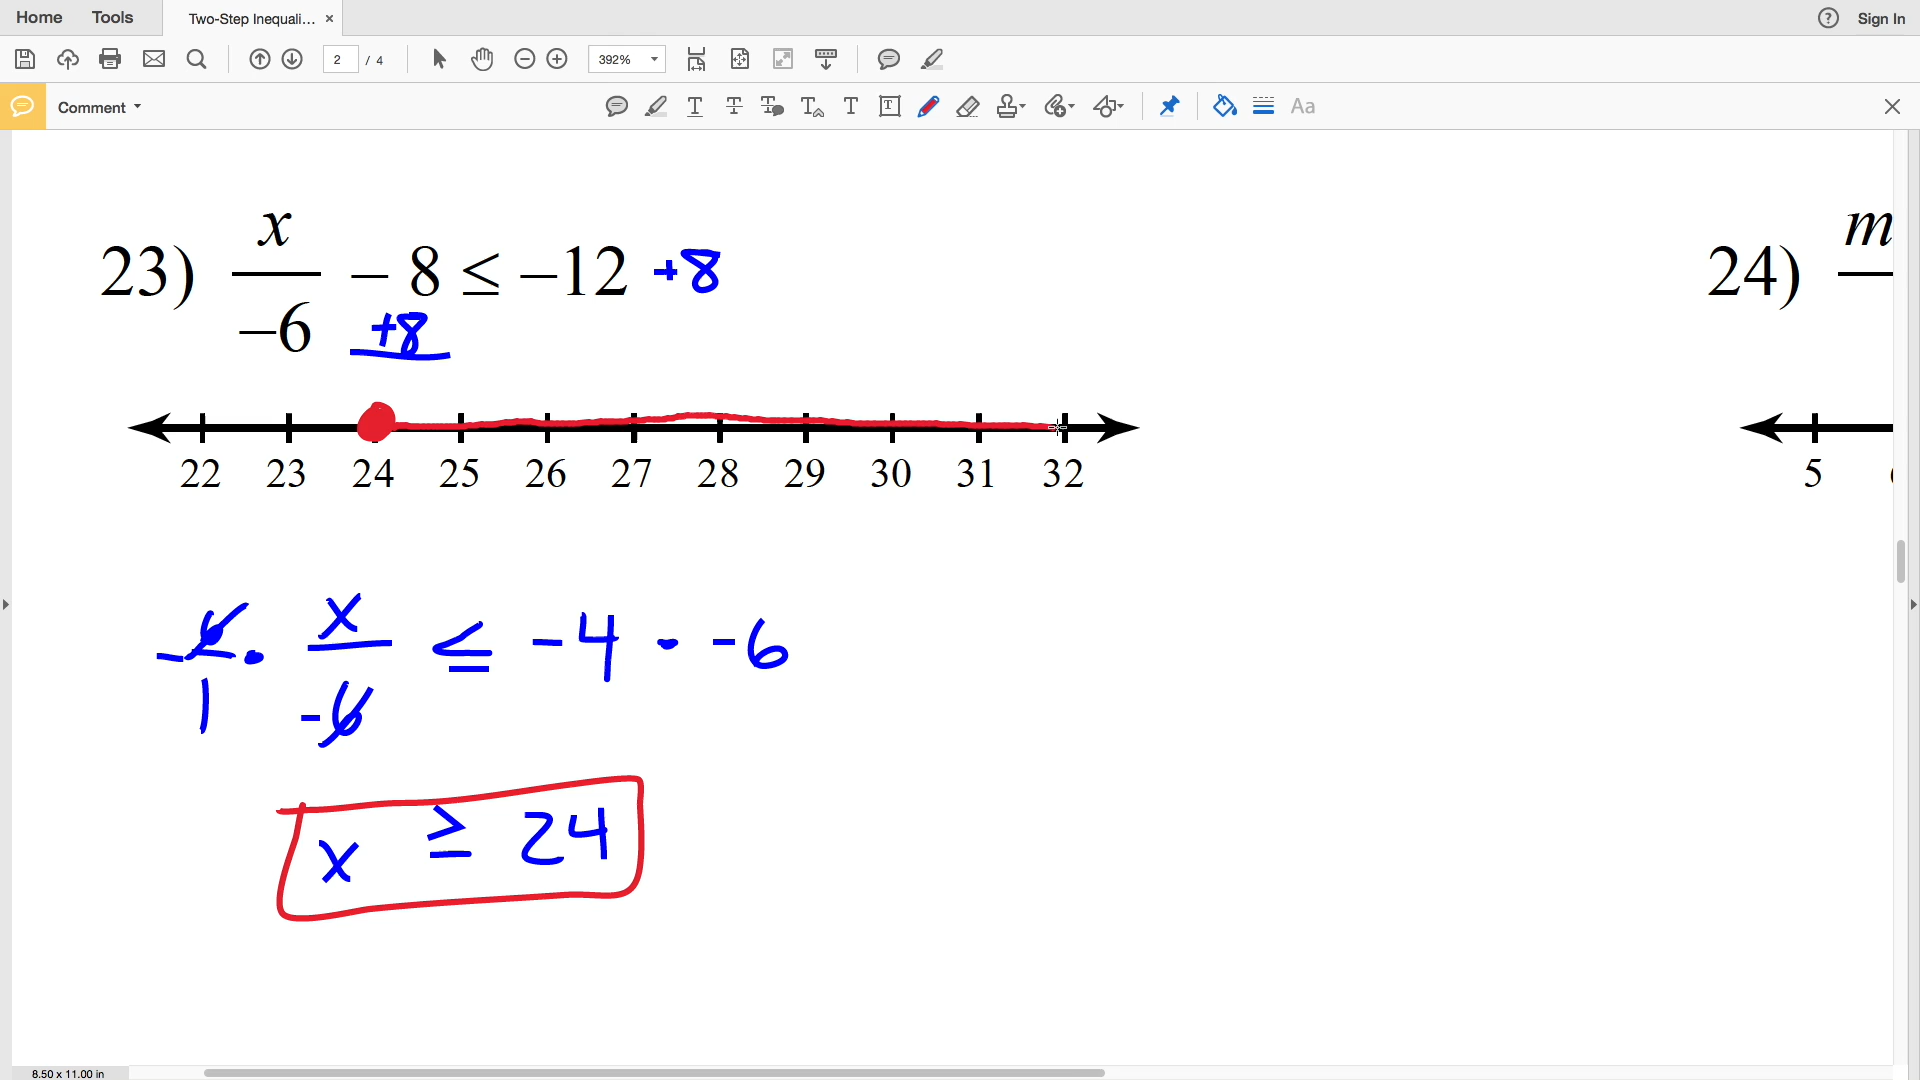 Home Tools Two-Step Inequali... × ? Sign In
2 / 4 392%
Comment T T T T T T Aa
23) x/−6 − 8 ≤ −12 +8
+8
24) m
22 23 24 25 26 27 28 29 30 31 32
5
-6/1 · x/-6 ≤ -4 · -6
x ≥ 24
8.50 x 11.00 in